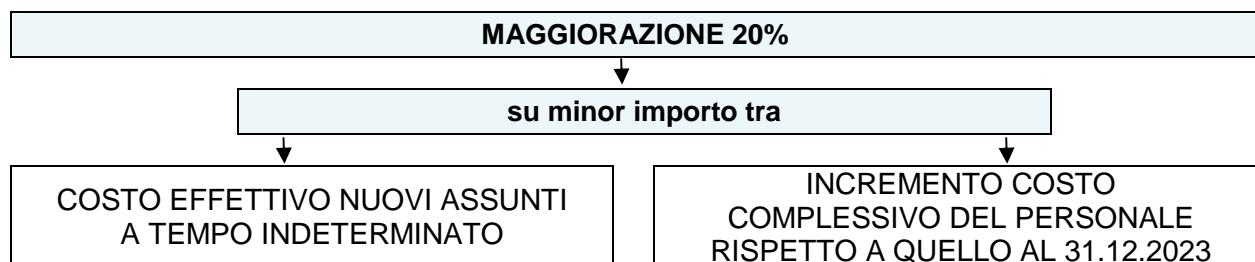 MAGGIORAZIONE 20%
su minor importo tra
COSTO EFFETTIVO NUOVI ASSUNTI
A TEMPO INDETERMINATO
INCREMENTO COSTO
COMPLESSIVO DEL PERSONALE
RISPETTO A QUELLO AL 31.12.2023